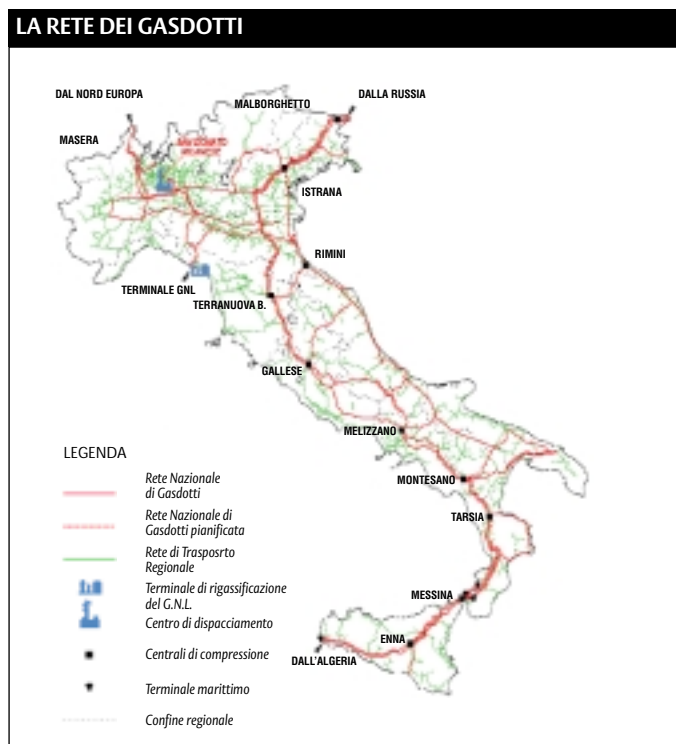 LA RETE DEI GASDOTTI
DAL NORD EUROPA
MALBORGHETTO
DALLA RUSSIA
MASERA
ISTRANA
RIMINI
TERMINALE GNL
TERRANUOVA B.
GALLESE
MELIZZANO
MONTESANO
TARSIA
MESSINA
ENNA
DALL'ALGERIA
LEGENDA
Rete Nazionale
di Gasdotti
Rete Nazionale di
Gasdotti pianificata
Rete di Trasposrto
Regionale
Terminale di rigassificazione
del G.N.L.
Centro di dispacciamento
Centrali di compressione
Terminale marittimo
Confine regionale